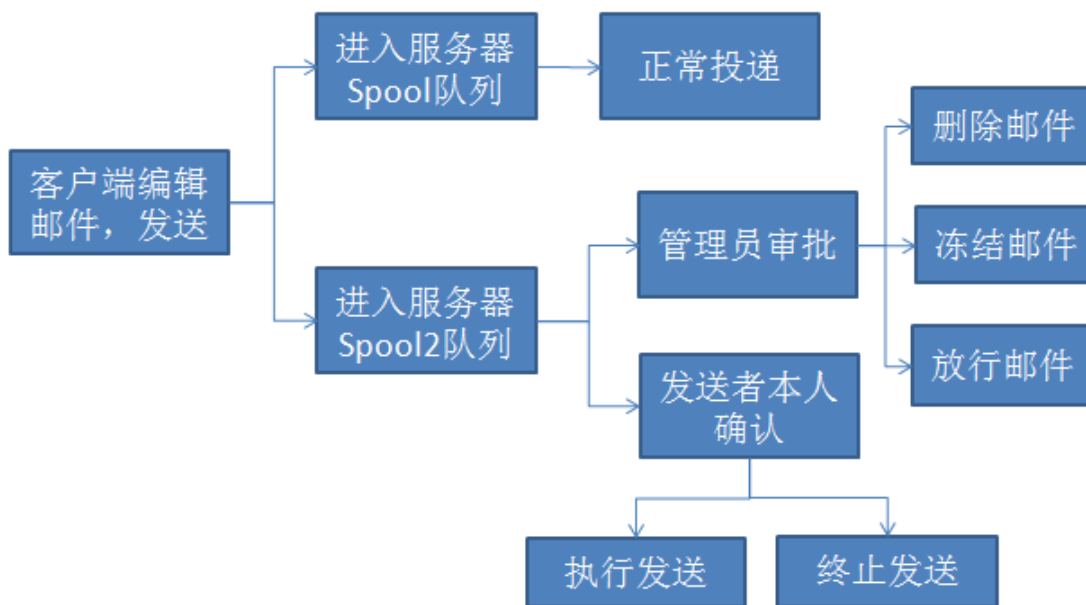 客户端编辑
邮件，发送
进入服务器
Spool队列
正常投递
进入服务器
Spool2队列
管理员审批
删除邮件
冻结邮件
放行邮件
发送者本人
确认
执行发送
终止发送